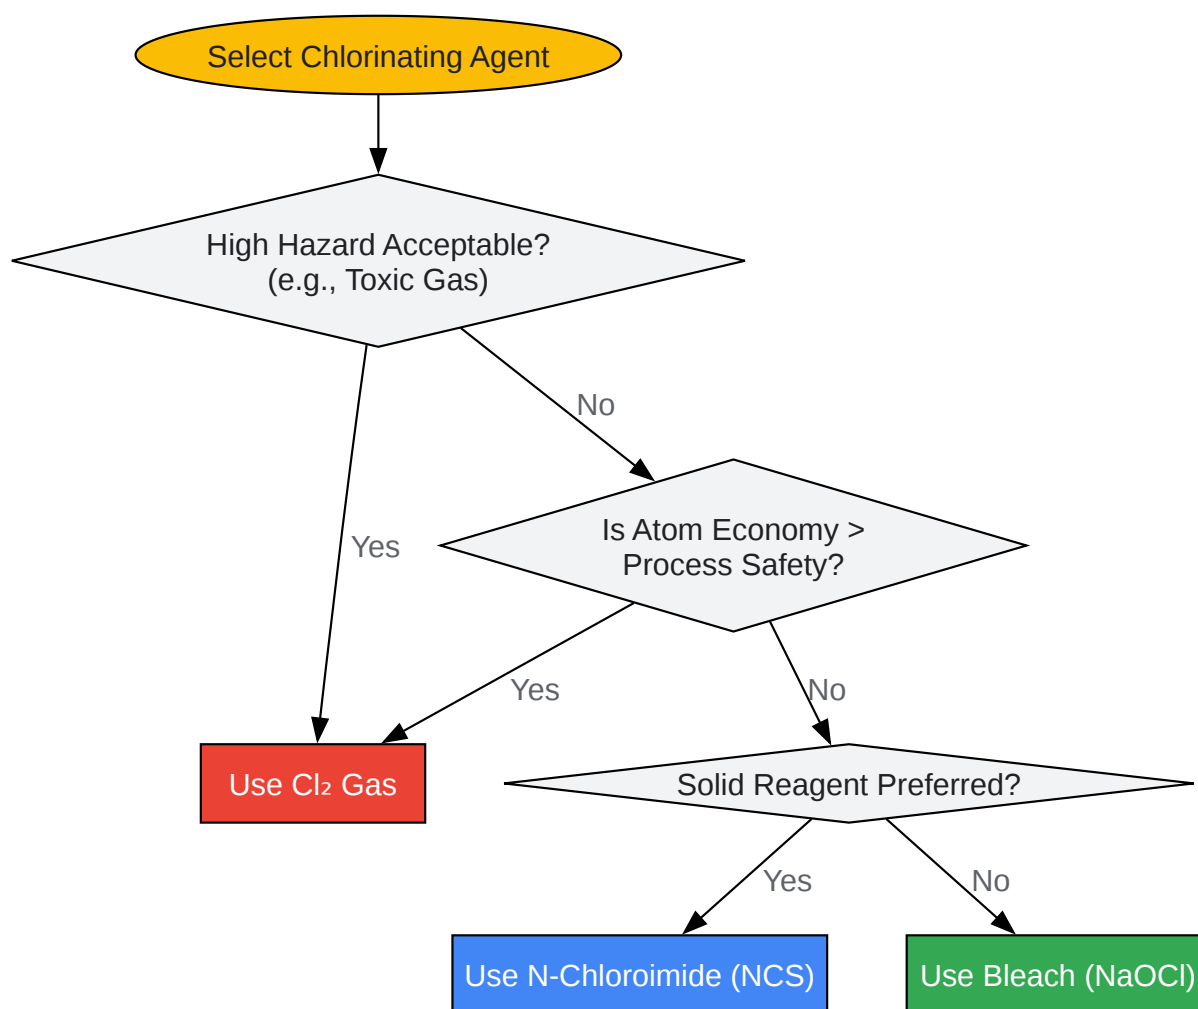 Select Chlorinating Agent
High Hazard Acceptable?
(e.g., Toxic Gas)
No
Is Atom Economy >
Process Safety?
Yes
Yes
No
Use Cl₂ Gas
Solid Reagent Preferred?
Yes
No
Use N-Chloroimide (NCS)
Use Bleach (NaOCl)